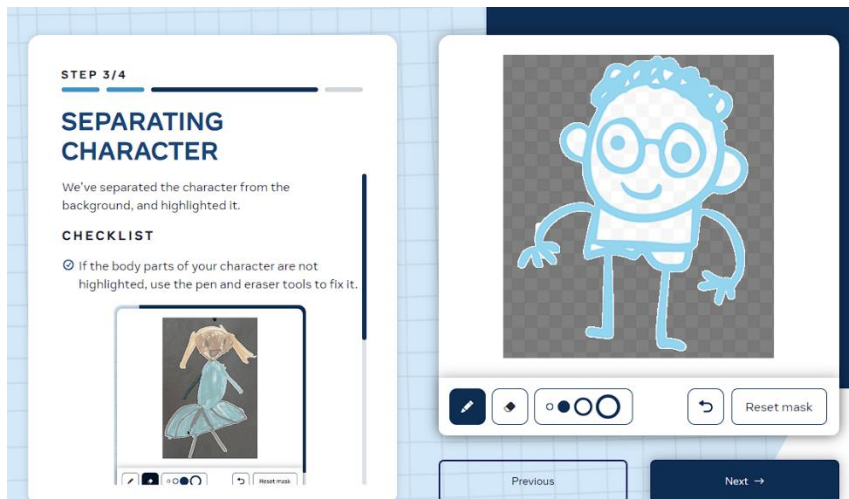 STEP 3/4
SEPARATING
CHARACTER
We've separated the character from the
background, and highlighted it.
CHECKLIST
If the body parts of your character are not
highlighted, use the pen and eraser tools to fix it.
Reset mask
Reset mask
Previous
Next →